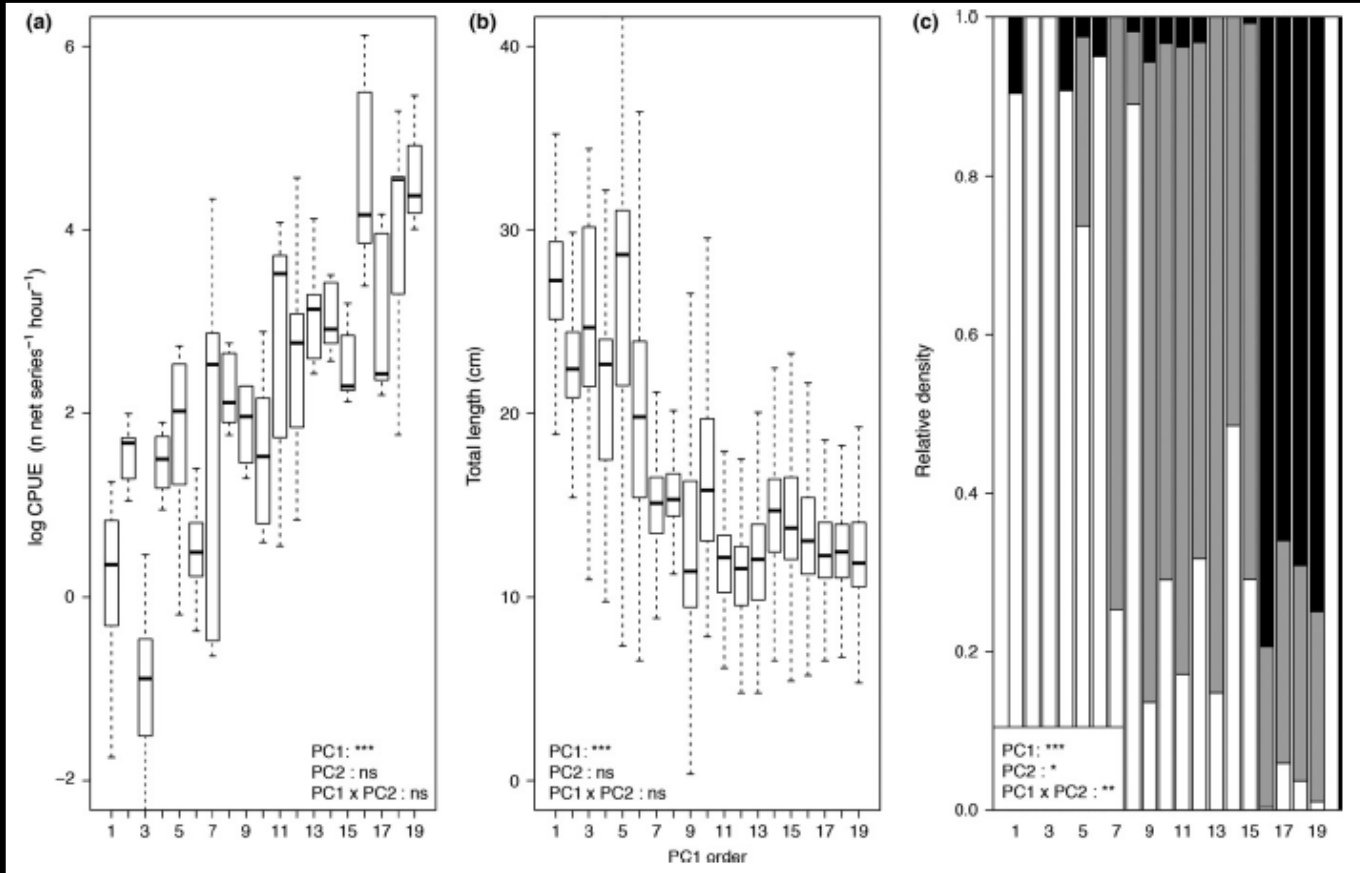 (a)
log CPUE (n net series⁻¹ hour⁻¹)
6
4
2
0
−2
PC1: ***
PC2 : ns
PC1 x PC2 : ns
1 3 5 7 9 11 13 15 17 19
(b)
Total length (cm)
40
30
20
10
0
PC1: ***
PC2 : ns
PC1 x PC2 : ns
1 3 5 7 9 11 13 15 17 19
PC1 order
(c)
Relative density
1.0
0.8
0.6
0.4
0.2
0.0
PC1: ***
PC2 : *
PC1 x PC2 : **
1 3 5 7 9 11 13 15 17 19